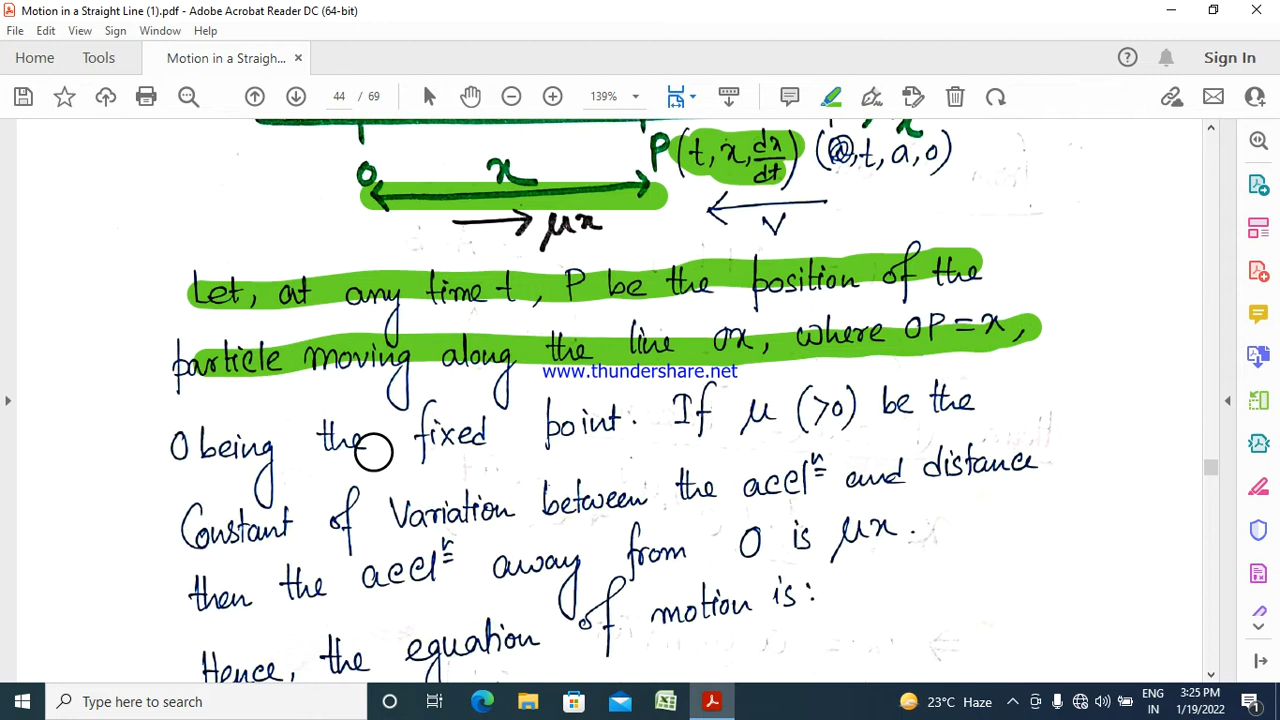 Motion in a Straight Line (1).pdf - Adobe Acrobat Reader DC (64-bit)
File Edit View Sign Window Help
Home Tools Motion in a Straigh... × Sign In
44 / 69 139%
x
O x P (t, x, dx/dt) (t, a, 0)
→ μx V
Let, at any time t, P be the position of the
particle moving along the line ox, where OP = x,
www.thundershare.net
O being the fixed point. If μ (>0) be the
Constant of Variation between the accln and distance
then the accln away from O is μx.
Hence, the equation of motion is:
Type here to search
23°C Haze ENG IN 3:25 PM 1/19/2022